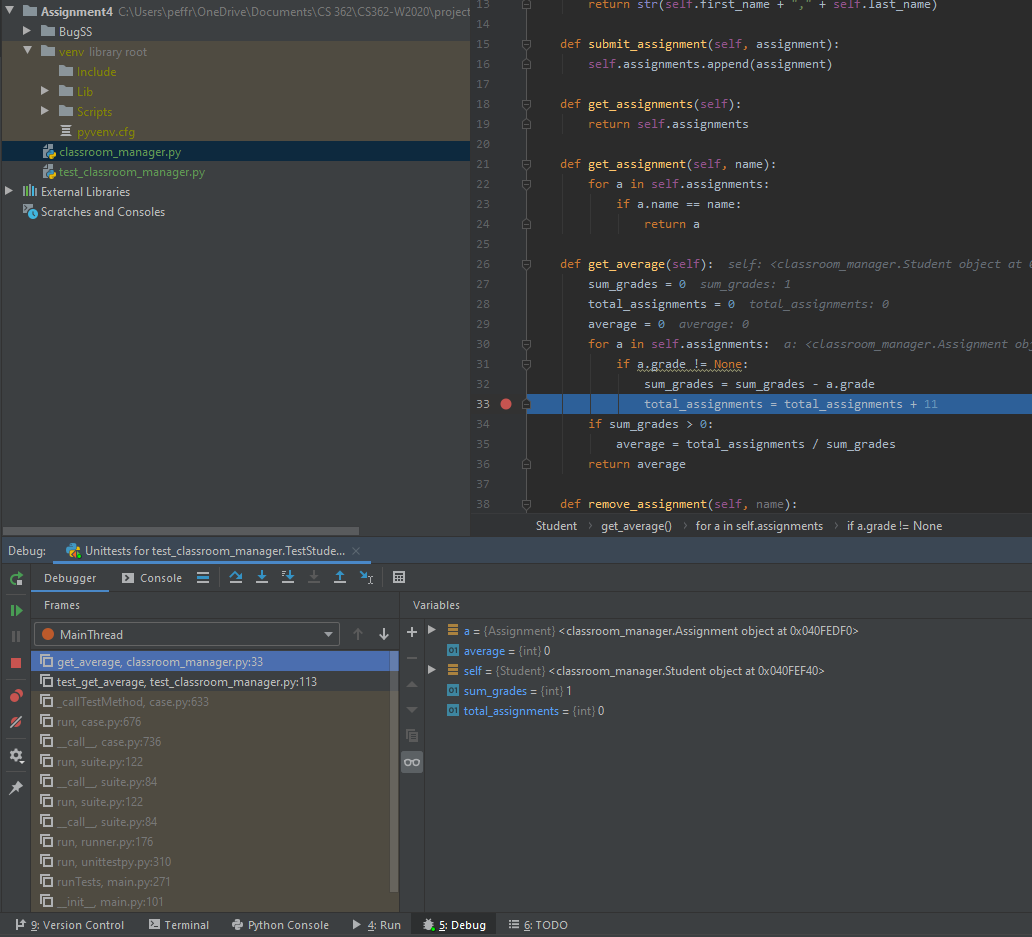 Assignment4 C:\Users\peffr\OneDrive\Documents\CS 362\CS362-W2020\project
BugSS
venv library root
Include
Lib
Scripts
pyvenv.cfg
classroom_manager.py
test_classroom_manager.py
External Libraries
Scratches and Consoles
13 return str(self.first_name + "," + self.last_name)
14
15 def submit_assignment(self, assignment):
16 self.assignments.append(assignment)
17
18 def get_assignments(self):
19 return self.assignments
20
21 def get_assignment(self, name):
22 for a in self.assignments:
23 if a.name == name:
24 return a
25
26 def get_average(self): self: <classroom_manager.Student object at 0
27 sum_grades = 0 sum_grades: 1
28 total_assignments = 0 total_assignments: 0
29 average = 0 average: 0
30 for a in self.assignments: a: <classroom_manager.Assignment obj
31 if a.grade != None:
32 sum_grades = sum_grades - a.grade
33 total_assignments = total_assignments + 11
34 if sum_grades > 0:
35 average = total_assignments / sum_grades
36 return average
37
38 def remove_assignment(self, name):
Student › get_average() › for a in self.assignments › if a.grade != None
Debug: Unittests for test_classroom_manager.TestStude... ×
Debugger Console
Frames
MainThread
get_average, classroom_manager.py:33
test_get_average, test_classroom_manager.py:113
_callTestMethod, case.py:633
run, case.py:676
__call__, case.py:736
run, suite.py:122
__call__, suite.py:84
run, suite.py:122
__call__, suite.py:84
run, runner.py:176
run, unittestpy.py:310
runTests, main.py:271
__init__, main.py:101
Variables
a = {Assignment} <classroom_manager.Assignment object at 0x040FEDF0>
01 average = {int} 0
self = {Student} <classroom_manager.Student object at 0x040FEF40>
01 sum_grades = {int} 1
01 total_assignments = {int} 0
9: Version Control Terminal Python Console 4: Run 5: Debug 6: TODO